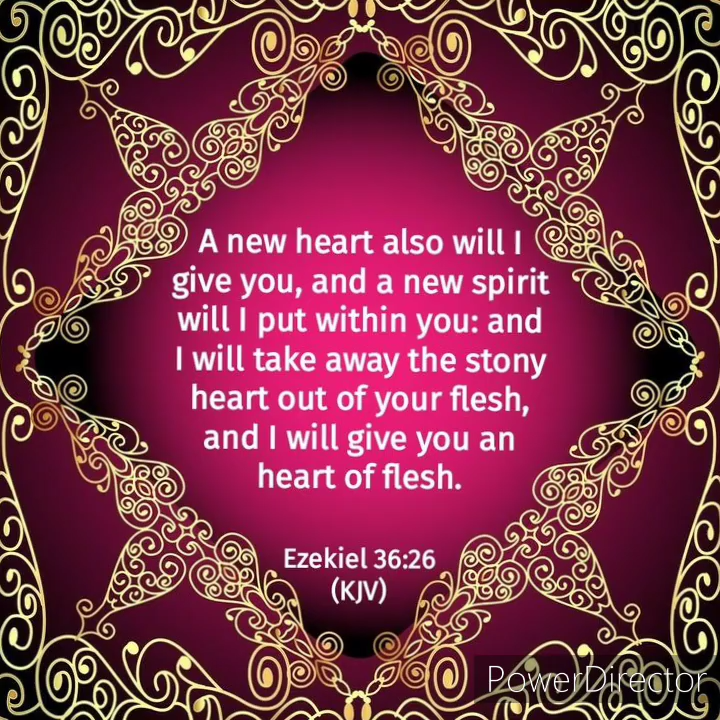 A new heart also will I
give you, and a new spirit
will I put within you: and
I will take away the stony
heart out of your flesh,
and I will give you an
heart of flesh.
Ezekiel 36:26
(KJV)
PowerDirector